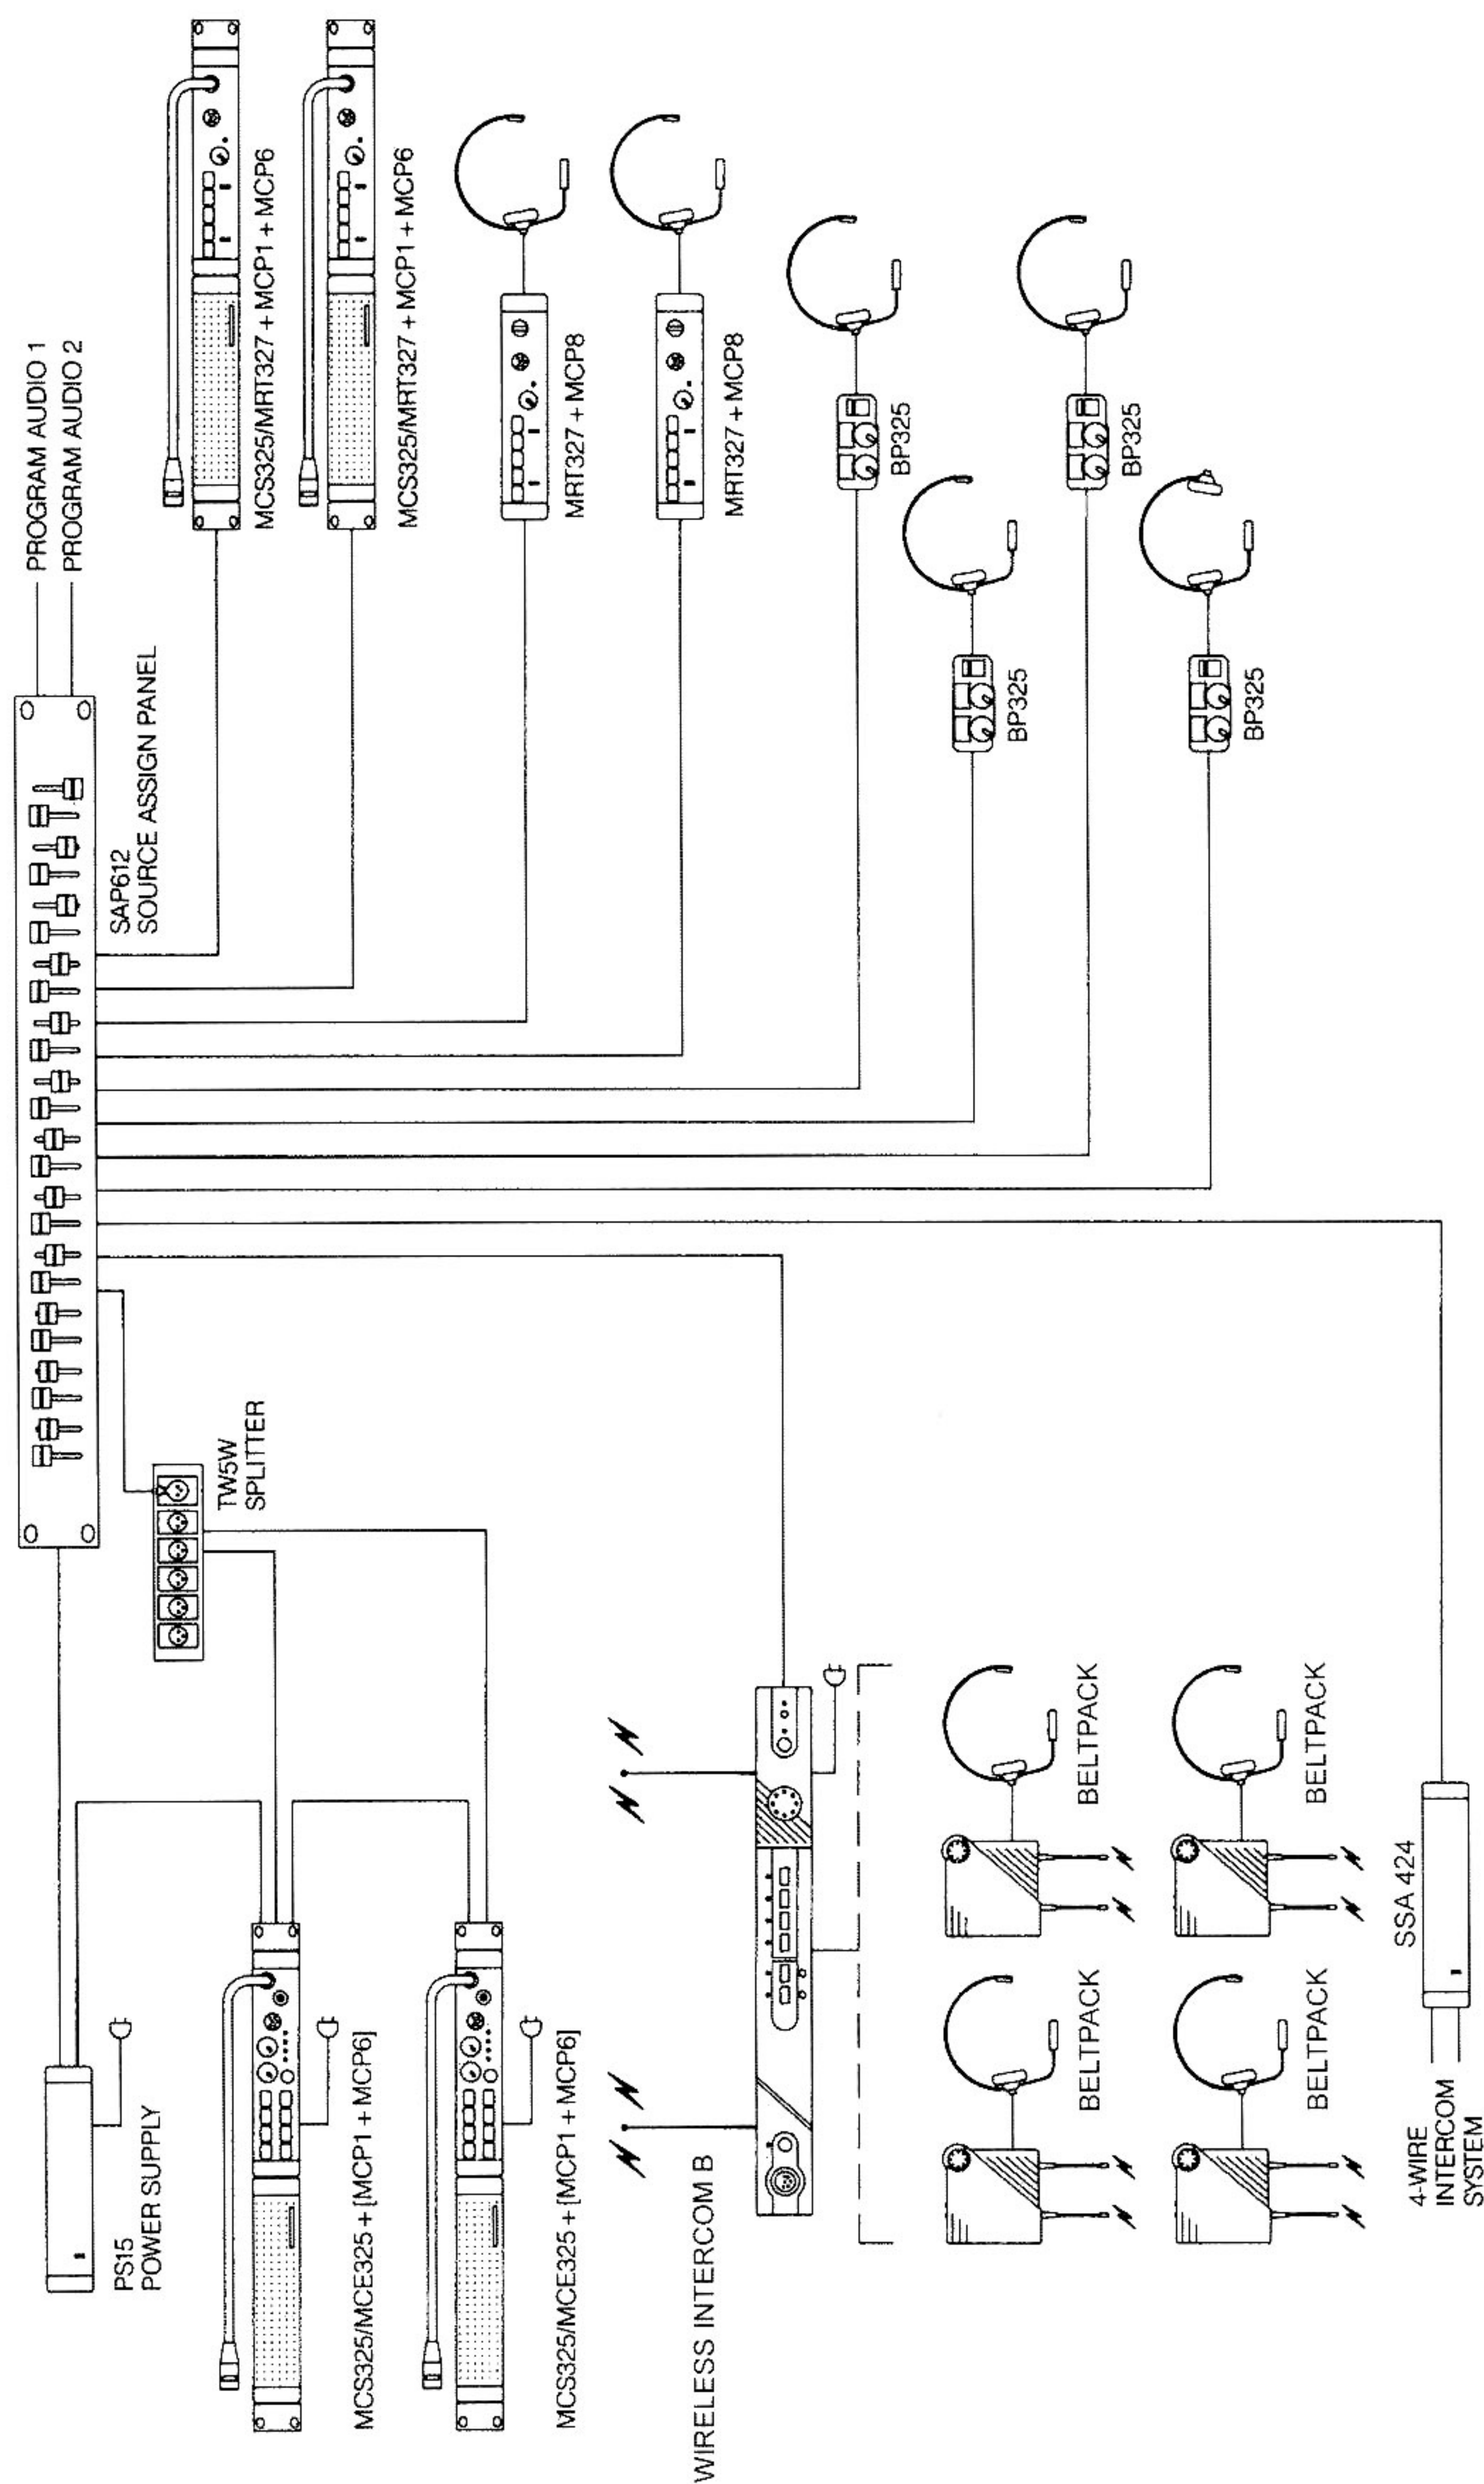 PROGRAM AUDIO 1
PROGRAM AUDIO 2
SAP612
SOURCE ASSIGN PANEL
MCS325/MRT327 + MCP1 + MCP6
MCS325/MRT327 + MCP1 + MCP6
MRT327 + MCP8
MRT327 + MCP8
BP325
BP325
BP325
BP325
TW5W
SPLITTER
PS15
POWER SUPPLY
MCS325/MCE325 + [MCP1 + MCP6]
MCS325/MCE325 + [MCP1 + MCP6]
WIRELESS INTERCOM B
BELTPACK
BELTPACK
BELTPACK
BELTPACK
SSA 424
4-WIRE
INTERCOM
SYSTEM